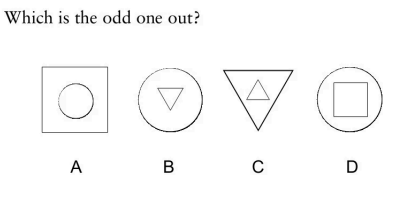 Which is the odd one out?
A B C D